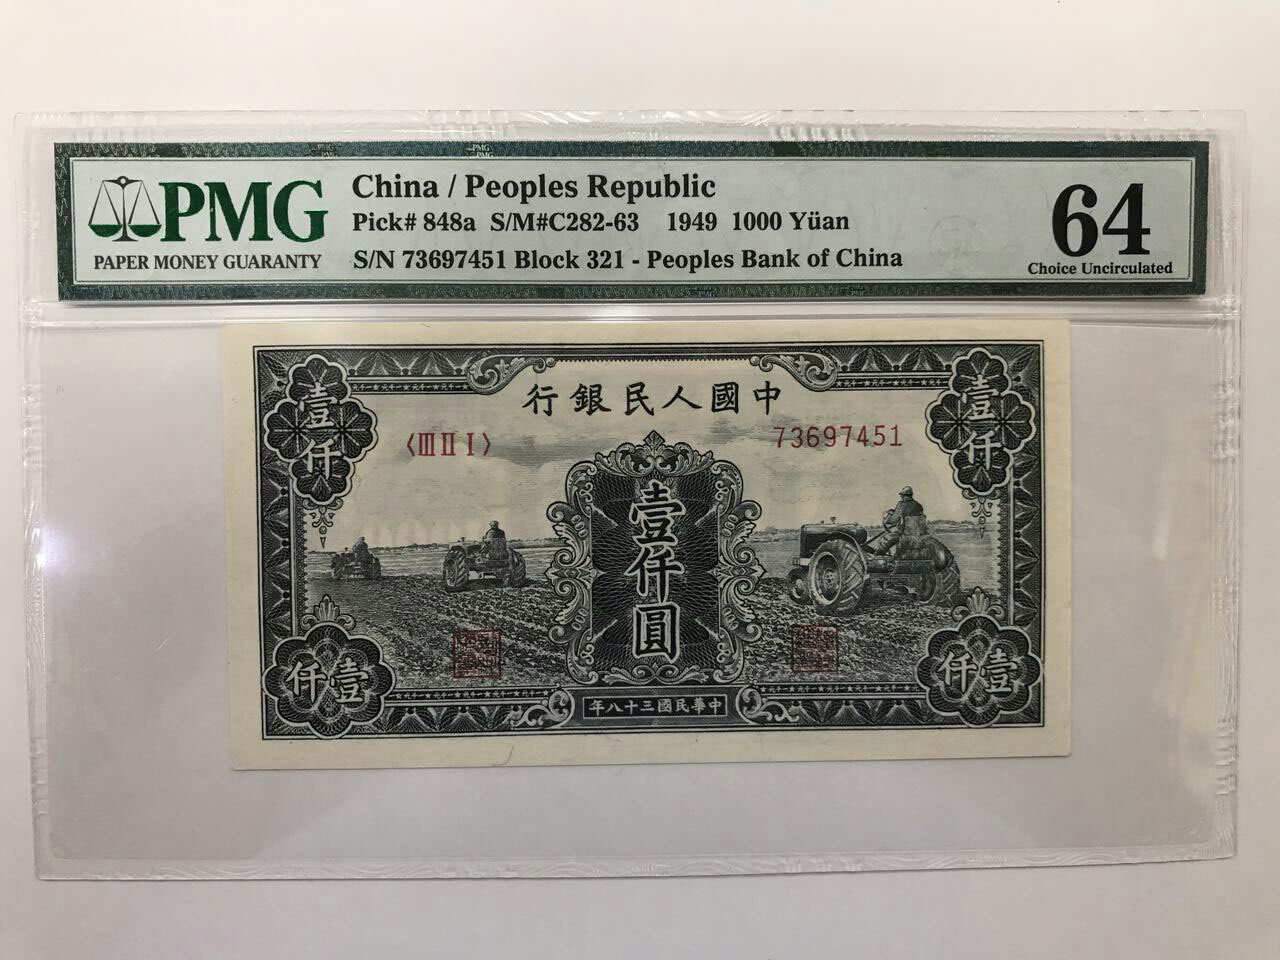 PMG
PAPER MONEY GUARANTY
China / Peoples Republic
Pick# 848a S/M#C282-63 1949 1000 Yüan
S/N 73697451 Block 321 - Peoples Bank of China
64
Choice Uncirculated
中國人民銀行
壹仟
壹仟
〈III II I〉
73697451
壹仟圓
壹仟
壹仟
中華民國三十八年